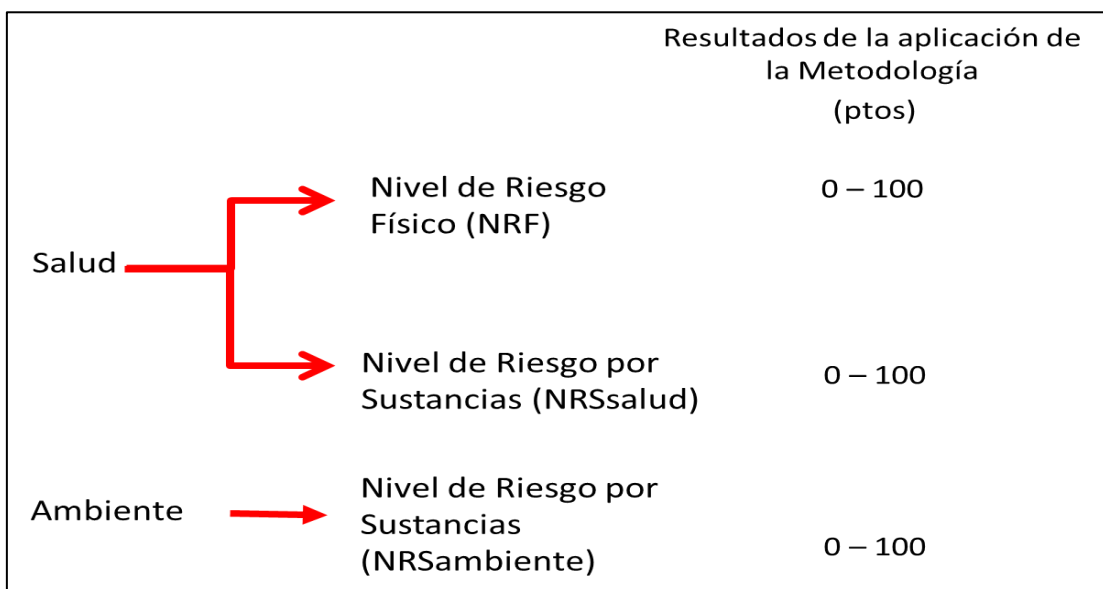 Resultados de la aplicación de
la Metodología
(ptos)
Nivel de Riesgo
Físico (NRF)
0 – 100
Salud
Nivel de Riesgo por
Sustancias (NRSsalud)
0 – 100
Ambiente
Nivel de Riesgo por
Sustancias
(NRSambiente)
0 – 100